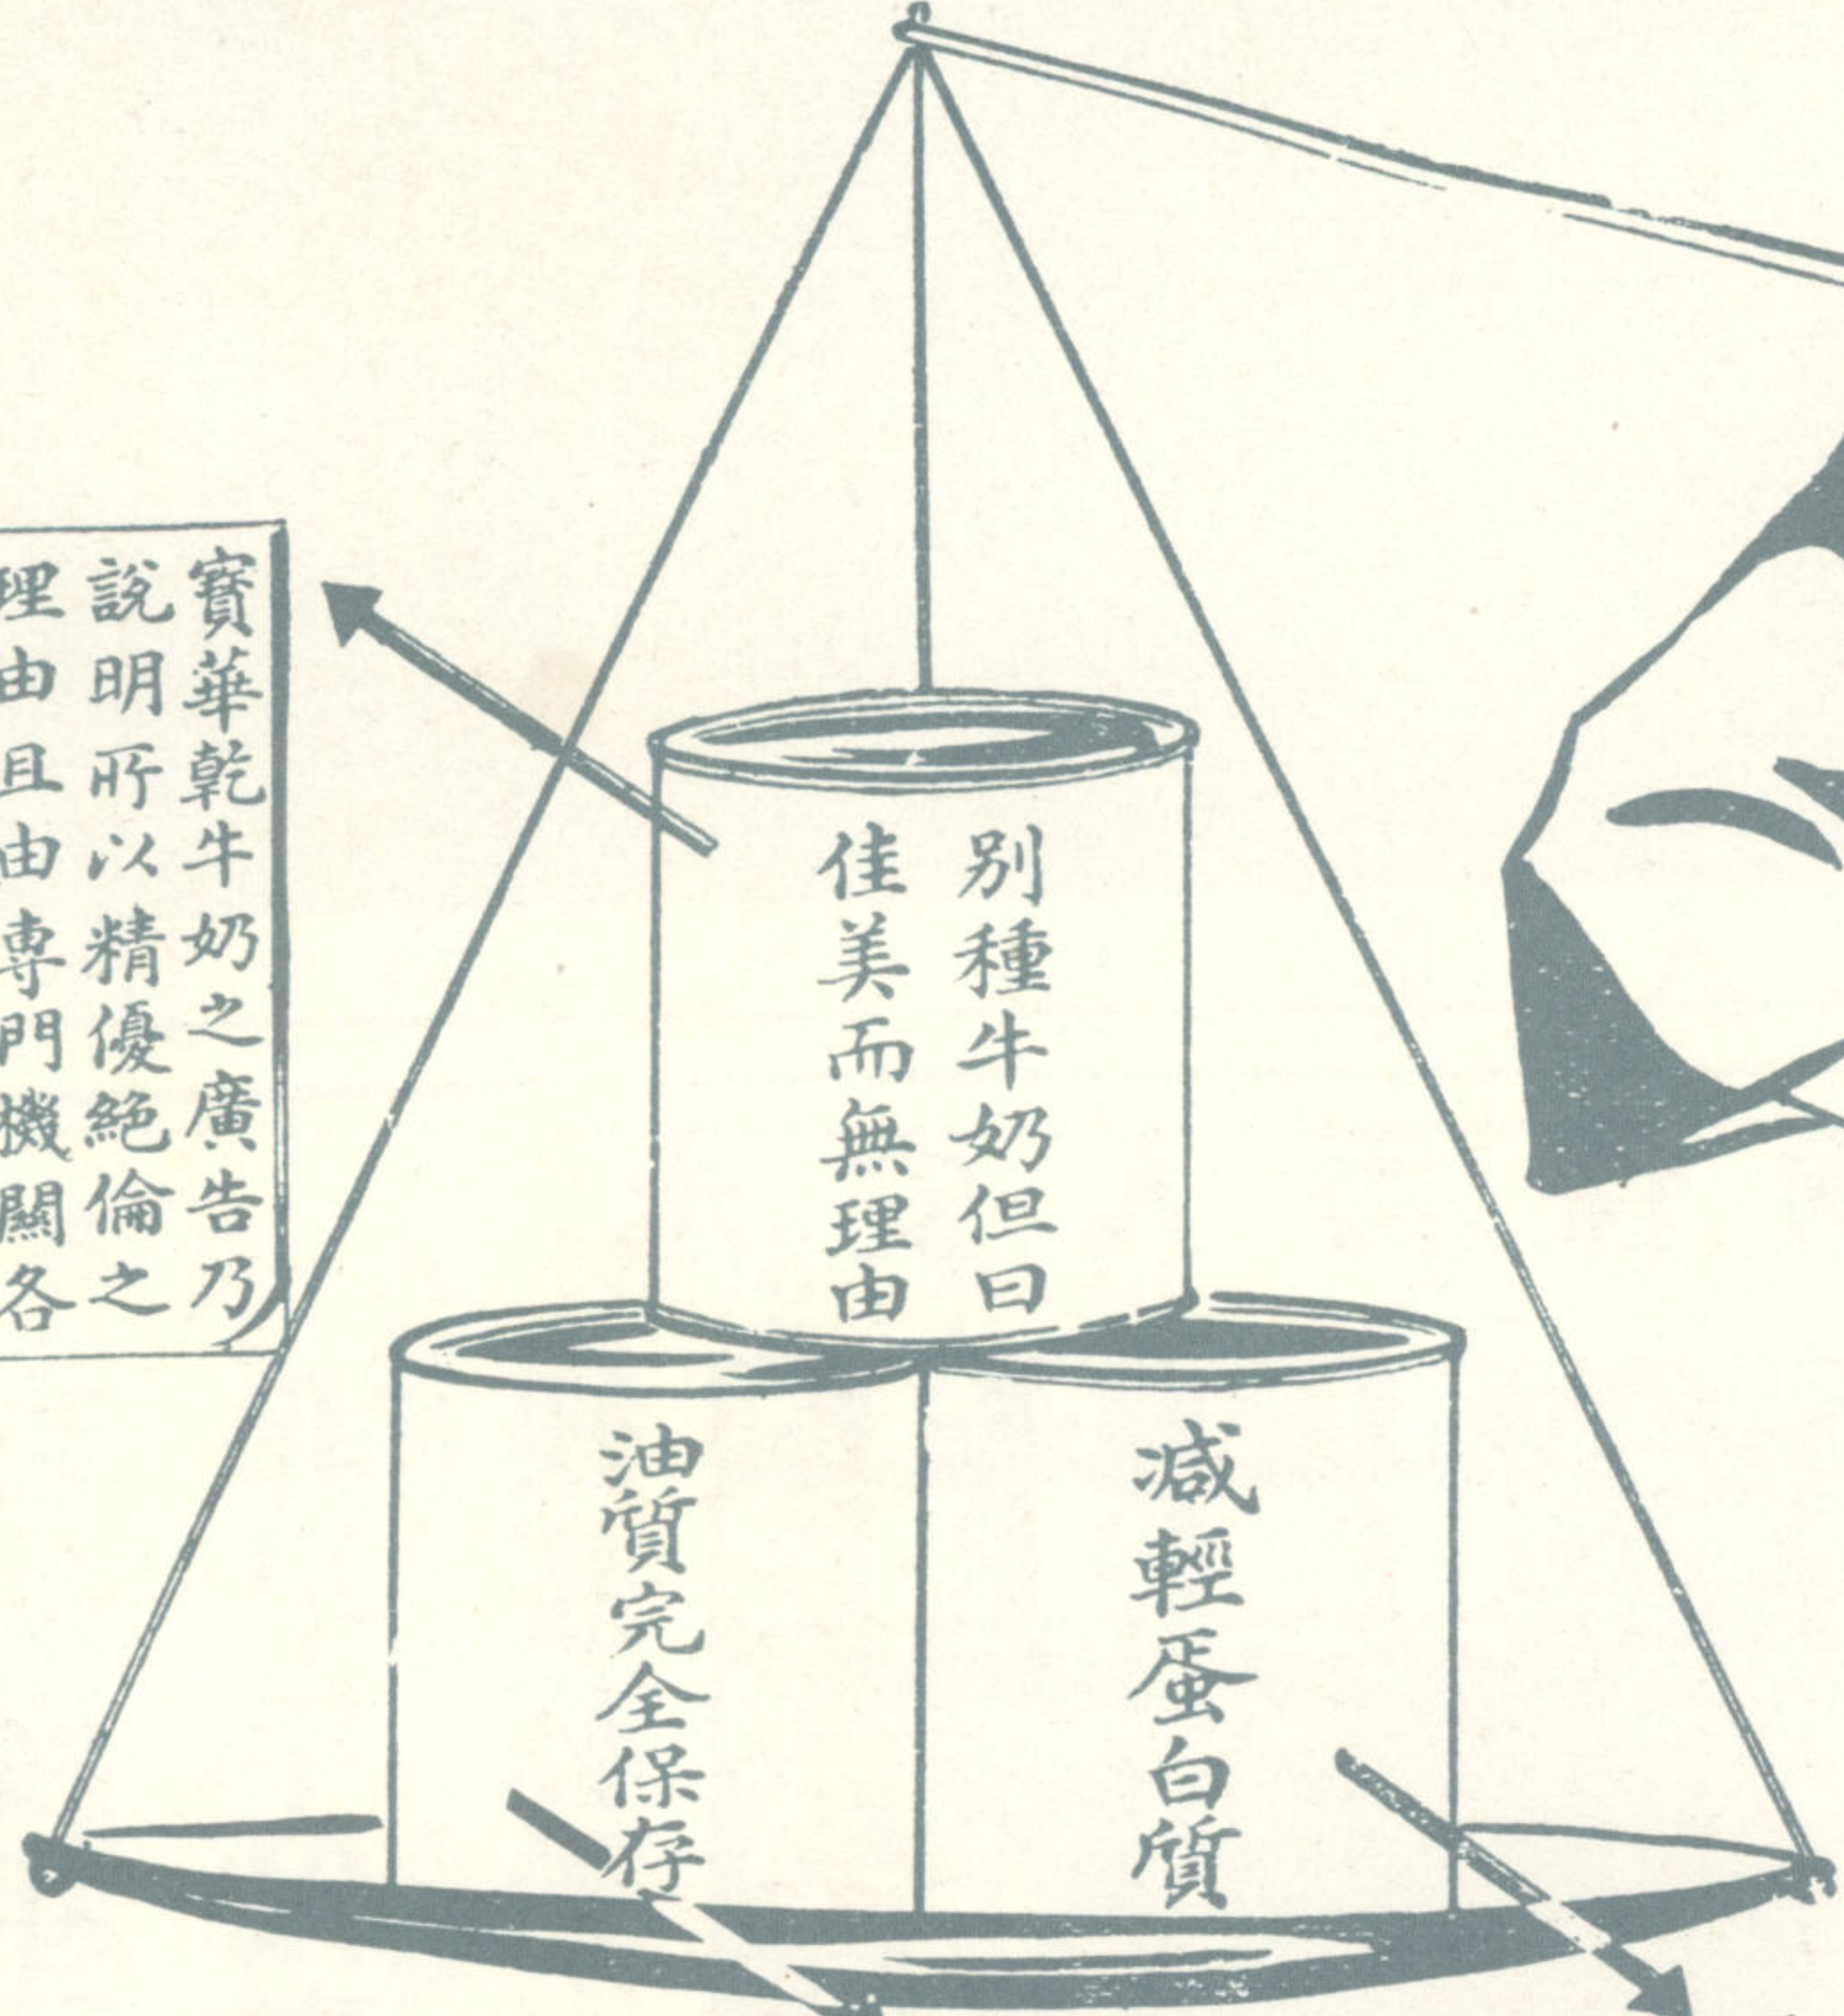 別種牛奶但曰
佳美而無理由
減輕蛋白質
油質完全保存
寶華乾牛奶之廣告乃
說明所以精優絕倫之
理由且由專門機關各